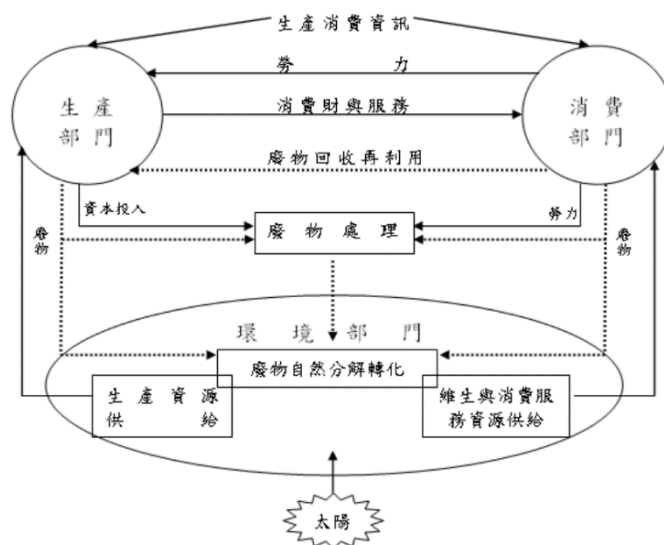 生產消費資訊
勞力
生產
部門
消費財與服務
消費
部門
廢物回收再利用
資本投入
勞力
廢物
廢物處理
廢物
環境部門
廢物自然分解轉化
生產資源
供給
維生與消費服
務資源供給
太陽